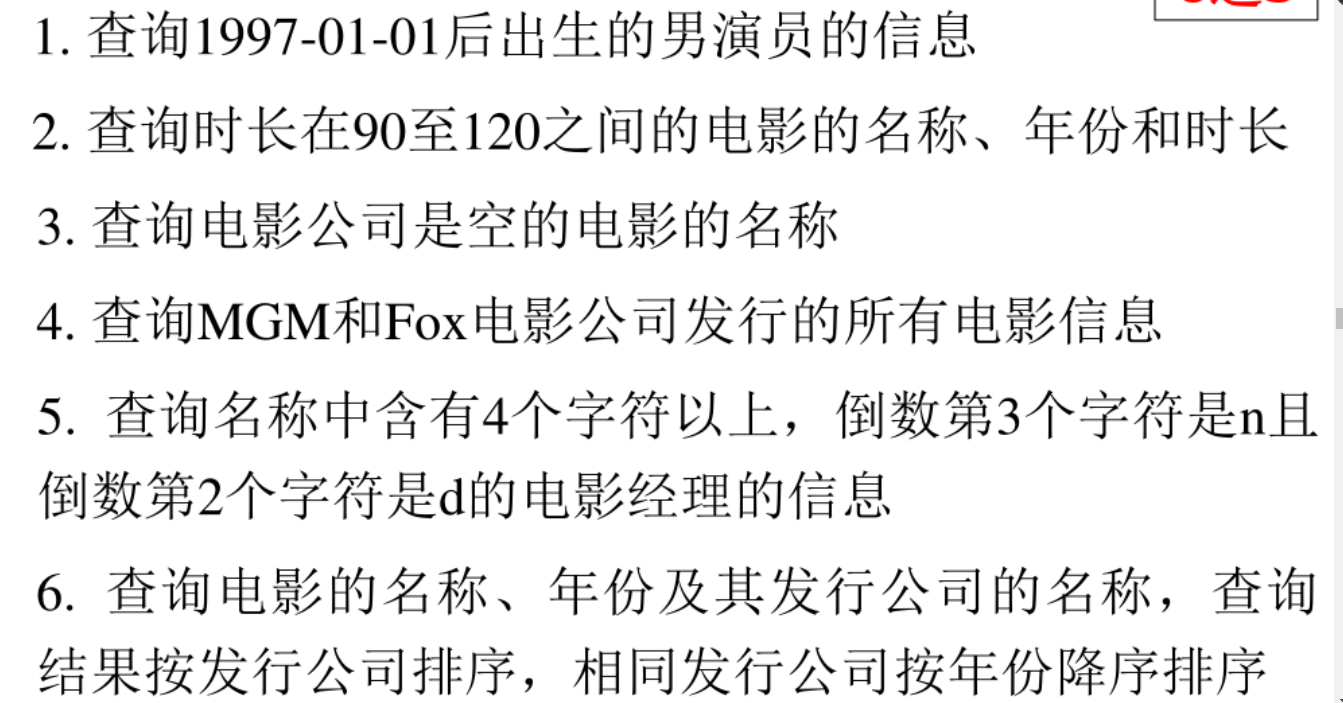 1. 查询1997-01-01后出生的男演员的信息
2. 查询时长在90至120之间的电影的名称、年份和时长
3. 查询电影公司是空的电影的名称
4. 查询MGM和Fox电影公司发行的所有电影信息
5. 查询名称中含有4个字符以上，倒数第3个字符是n且
倒数第2个字符是d的电影经理的信息
6. 查询电影的名称、年份及其发行公司的名称，查询
结果按发行公司排序，相同发行公司按年份降序排序